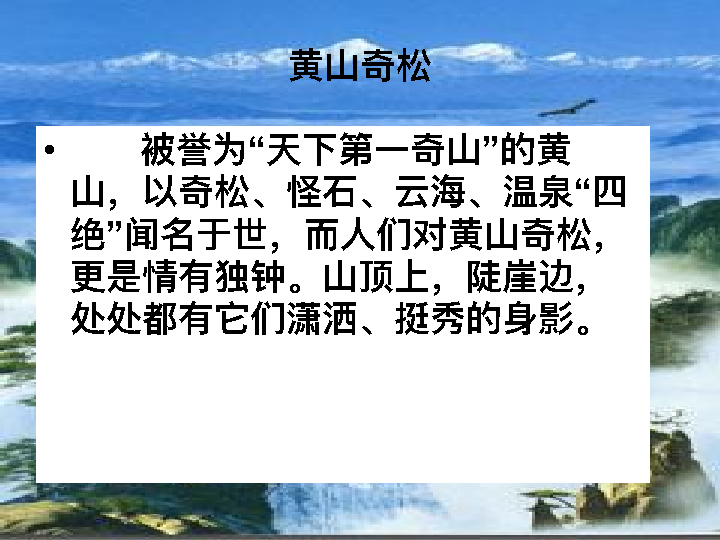 黄山奇松
• 被誉为“天下第一奇山”的黄
山，以奇松、怪石、云海、温泉“四
绝”闻名于世，而人们对黄山奇松，
更是情有独钟。山顶上，陡崖边，
处处都有它们潇洒、挺秀的身影。